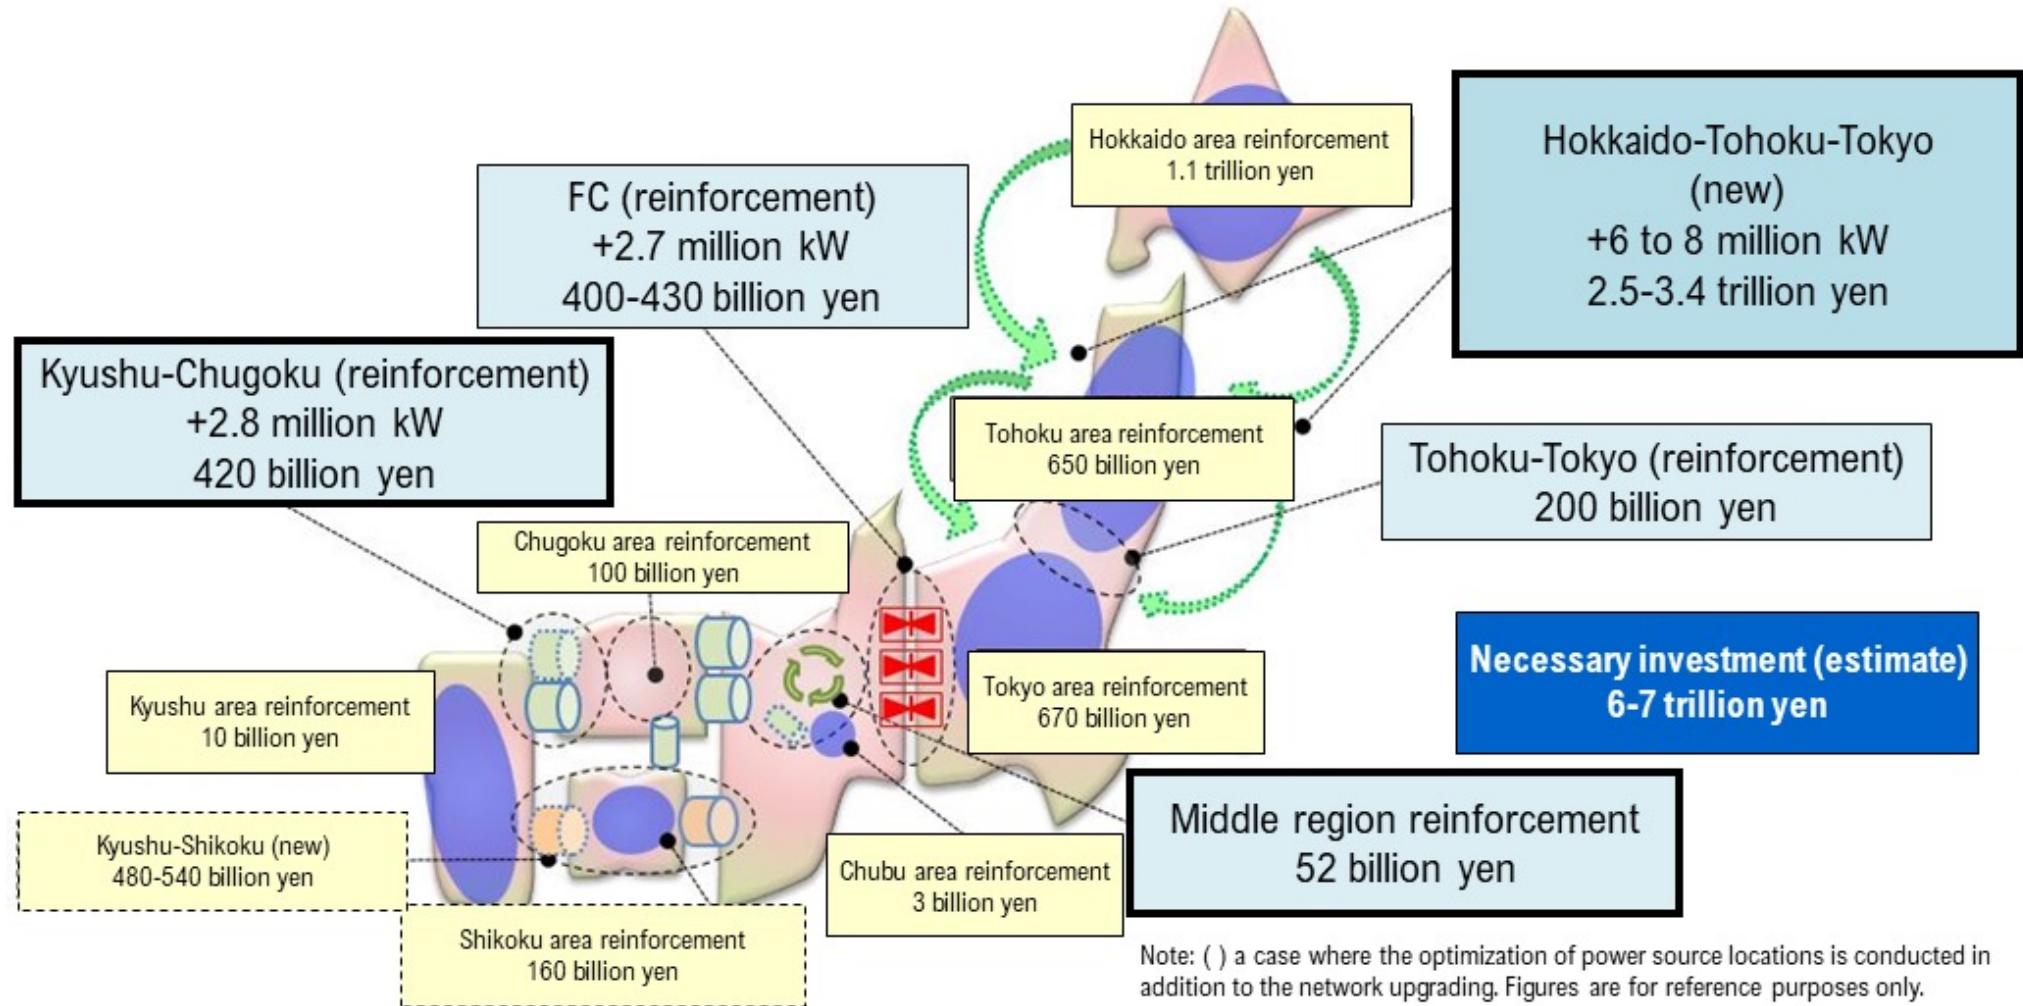 Hokkaido area reinforcement
1.1 trillion yen
Hokkaido-Tohoku-Tokyo
(new)
+6 to 8 million kW
2.5-3.4 trillion yen
FC (reinforcement)
+2.7 million kW
400-430 billion yen
Kyushu-Chugoku (reinforcement)
+2.8 million kW
420 billion yen
Tohoku area reinforcement
650 billion yen
Tohoku-Tokyo (reinforcement)
200 billion yen
Chugoku area reinforcement
100 billion yen
Necessary investment (estimate)
6-7 trillion yen
Kyushu area reinforcement
10 billion yen
Tokyo area reinforcement
670 billion yen
Middle region reinforcement
52 billion yen
Kyushu-Shikoku (new)
480-540 billion yen
Chubu area reinforcement
3 billion yen
Shikoku area reinforcement
160 billion yen
Note: ( ) a case where the optimization of power source locations is conducted in
addition to the network upgrading. Figures are for reference purposes only.